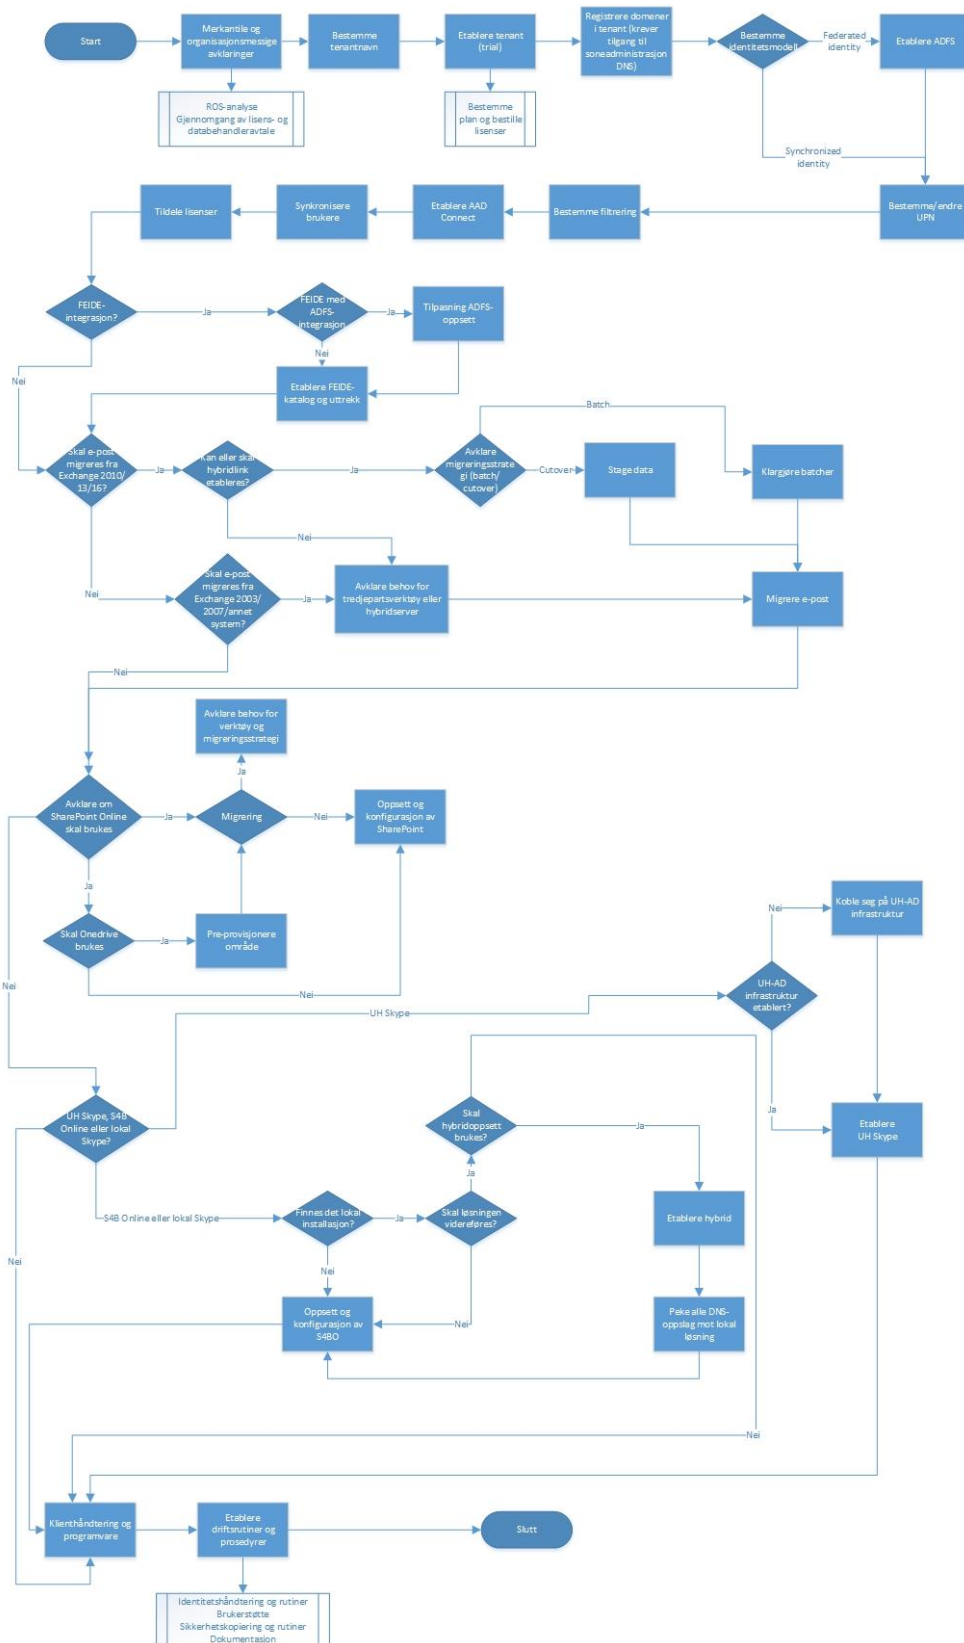 Start
Merkantile og
organisasjonsmessige
avklaringer
Bestemme
tenantnavn
Etablere tenant
(trial)
Registrere domener
i tenant (krever
tilgang til
soneadministrasjon
DNS)
Bestemme
identitetsmodell
Federated
identity
Etablere ADFS
ROS-analyse
Gjennomgang av lisens- og
databehandleravtale
Bestemme
plan og bestille
lisenser
Synchronized
identity
Tildele lisenser
Synkronisere
brukere
Etablere AAD
Connect
Bestemme filtrering
Bestemme/endre
UPN
FEIDE-
integrasjon?
Ja
FEIDE med
ADFS-
integrasjon
Ja
Tilpasning ADFS-
oppsett
Nei
Nei
Etablere FEIDE-
katalog og uttrekk
Batch
Skal e-post
migreres fra
Exchange 2010/
13/16?
Ja
Kan eller skal
hybridlink
etableres?
Ja
Avklare
migreringsstrate
gi (batch/
cutover)
Cutover
Stage data
Klargjøre batcher
Nei
Nei
Skal e-post
migreres fra
Exchange 2003/
2007/annet
system?
Ja
Avklare behov for
tredjepartsverktøy eller
hybridserver
Migrere e-post
Nei
Avklare behov for
verktøy og
migreringsstrategi
Ja
Avklare om
SharePoint Online
skal brukes
Ja
Migrering
Nei
Oppsett og
konfigurasjon av
SharePoint
Ja
Skal Onedrive
brukes
Ja
Pre-provisjonere
område
Nei
Koble seg på UH-AD
infrastruktur
Nei
Nei
UH-AD
infrastruktur
etablert?
UH Skype
Ja
UH Skype, S4B
Online eller lokal
Skype?
Skal
hybridoppsett
brukes?
Ja
Etablere
UH Skype
Ja
S4B Online eller lokal Skype
Finnes det lokal
installasjon?
Ja
Skal løsningen
videreføres?
Etablere hybrid
Nei
Nei
Oppsett og
konfigurasjon av
S4BO
Nei
Peke alle DNS-
oppslag mot lokal
løsning
Nei
Klienthåndtering og
programvare
Etablere
driftsrutiner og
prosedyrer
Slutt
Identitetshåndtering og rutiner
Brukerstøtte
Sikkerhetskopiering og rutiner
Dokumentasjon